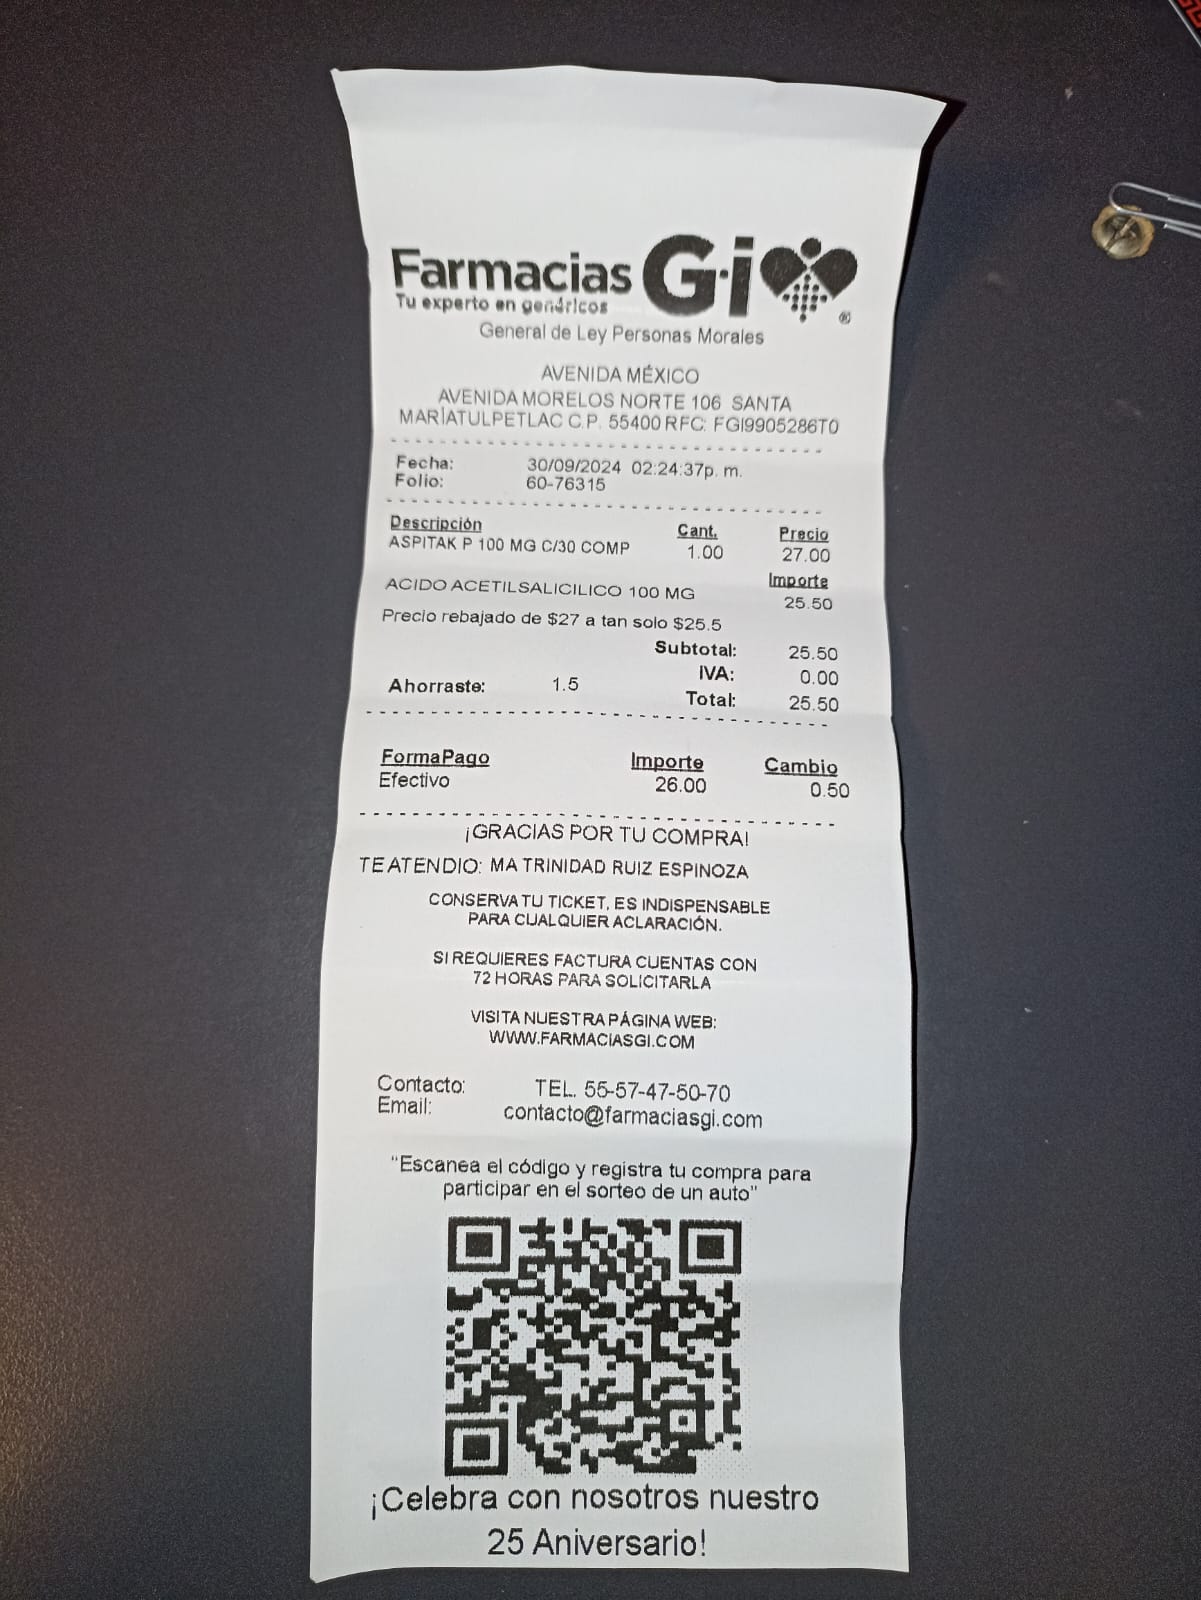 Farmacias Gi
Tu experto en genéricos
®
General de Ley Personas Morales
AVENIDA MÉXICO
AVENIDA MORELOS NORTE 106 SANTA
MARÍATULPETLAC C.P. 55400 RFC: FGI9905286T0
Fecha: 30/09/2024 02:24:37p. m.
Folio: 60-76315
Descripción Cant. Precio
ASPITAK P 100 MG C/30 COMP 1.00 27.00
Importe
ACIDO ACETILSALICILICO 100 MG 25.50
Precio rebajado de $27 a tan solo $25.5
Subtotal: 25.50
IVA: 0.00
Ahorraste: 1.5 Total: 25.50
FormaPago Importe Cambio
Efectivo 26.00 0.50
¡GRACIAS POR TU COMPRA!
TE ATENDIO: MA TRINIDAD RUIZ ESPINOZA
CONSERVA TU TICKET, ES INDISPENSABLE
PARA CUALQUIER ACLARACIÓN.
SI REQUIERES FACTURA CUENTAS CON
72 HORAS PARA SOLICITARLA
VISITA NUESTRA PÁGINA WEB:
WWW.FARMACIASGI.COM
Contacto: TEL. 55-57-47-50-70
Email: contacto@farmaciasgi.com
"Escanea el código y registra tu compra para
participar en el sorteo de un auto"
¡Celebra con nosotros nuestro
25 Aniversario!